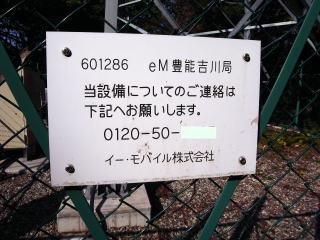 601286 eM豊能吉川局
当設備についてのご連絡は
下記へお願いします。
0120-50-
イー・モバイル株式会社